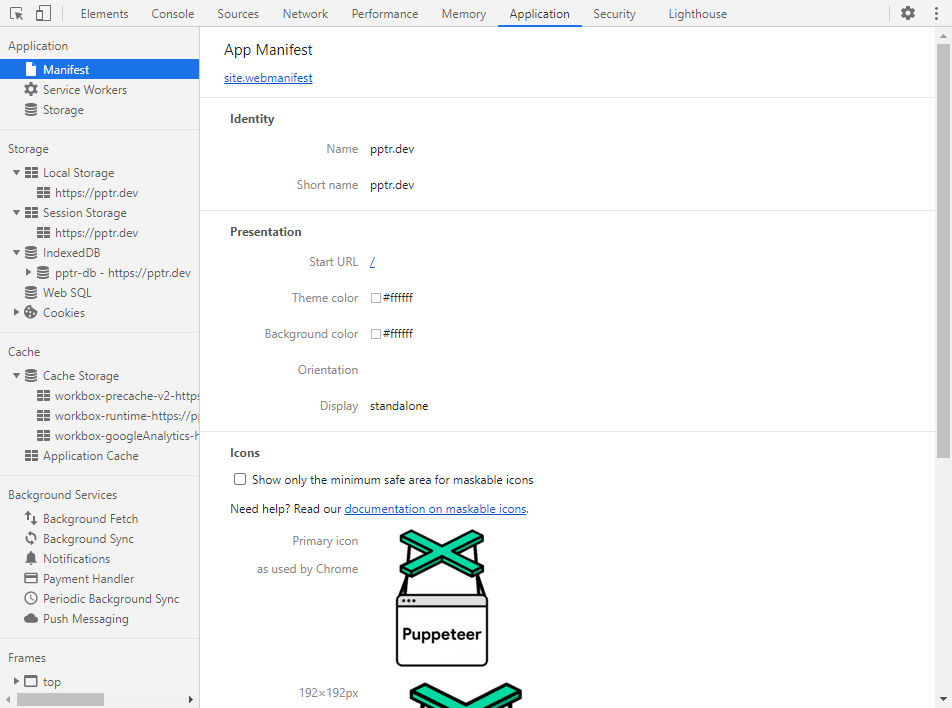 Elements Console Sources Network Performance Memory Application Security Lighthouse
Application
Manifest
Service Workers
Storage
Storage
Local Storage
https://pptr.dev
Session Storage
https://pptr.dev
IndexedDB
pptr-db - https://pptr.dev
Web SQL
Cookies
Cache
Cache Storage
workbox-precache-v2-https
workbox-runtime-https://pp
workbox-googleAnalytics-h
Application Cache
Background Services
Background Fetch
Background Sync
Notifications
Payment Handler
Periodic Background Sync
Push Messaging
Frames
top
App Manifest
site.webmanifest
Identity
Name pptr.dev
Short name pptr.dev
Presentation
Start URL /
Theme color #ffffff
Background color #ffffff
Orientation
Display standalone
Icons
Show only the minimum safe area for maskable icons
Need help? Read our documentation on maskable icons.
Primary icon
as used by Chrome
Puppeteer
192×192px